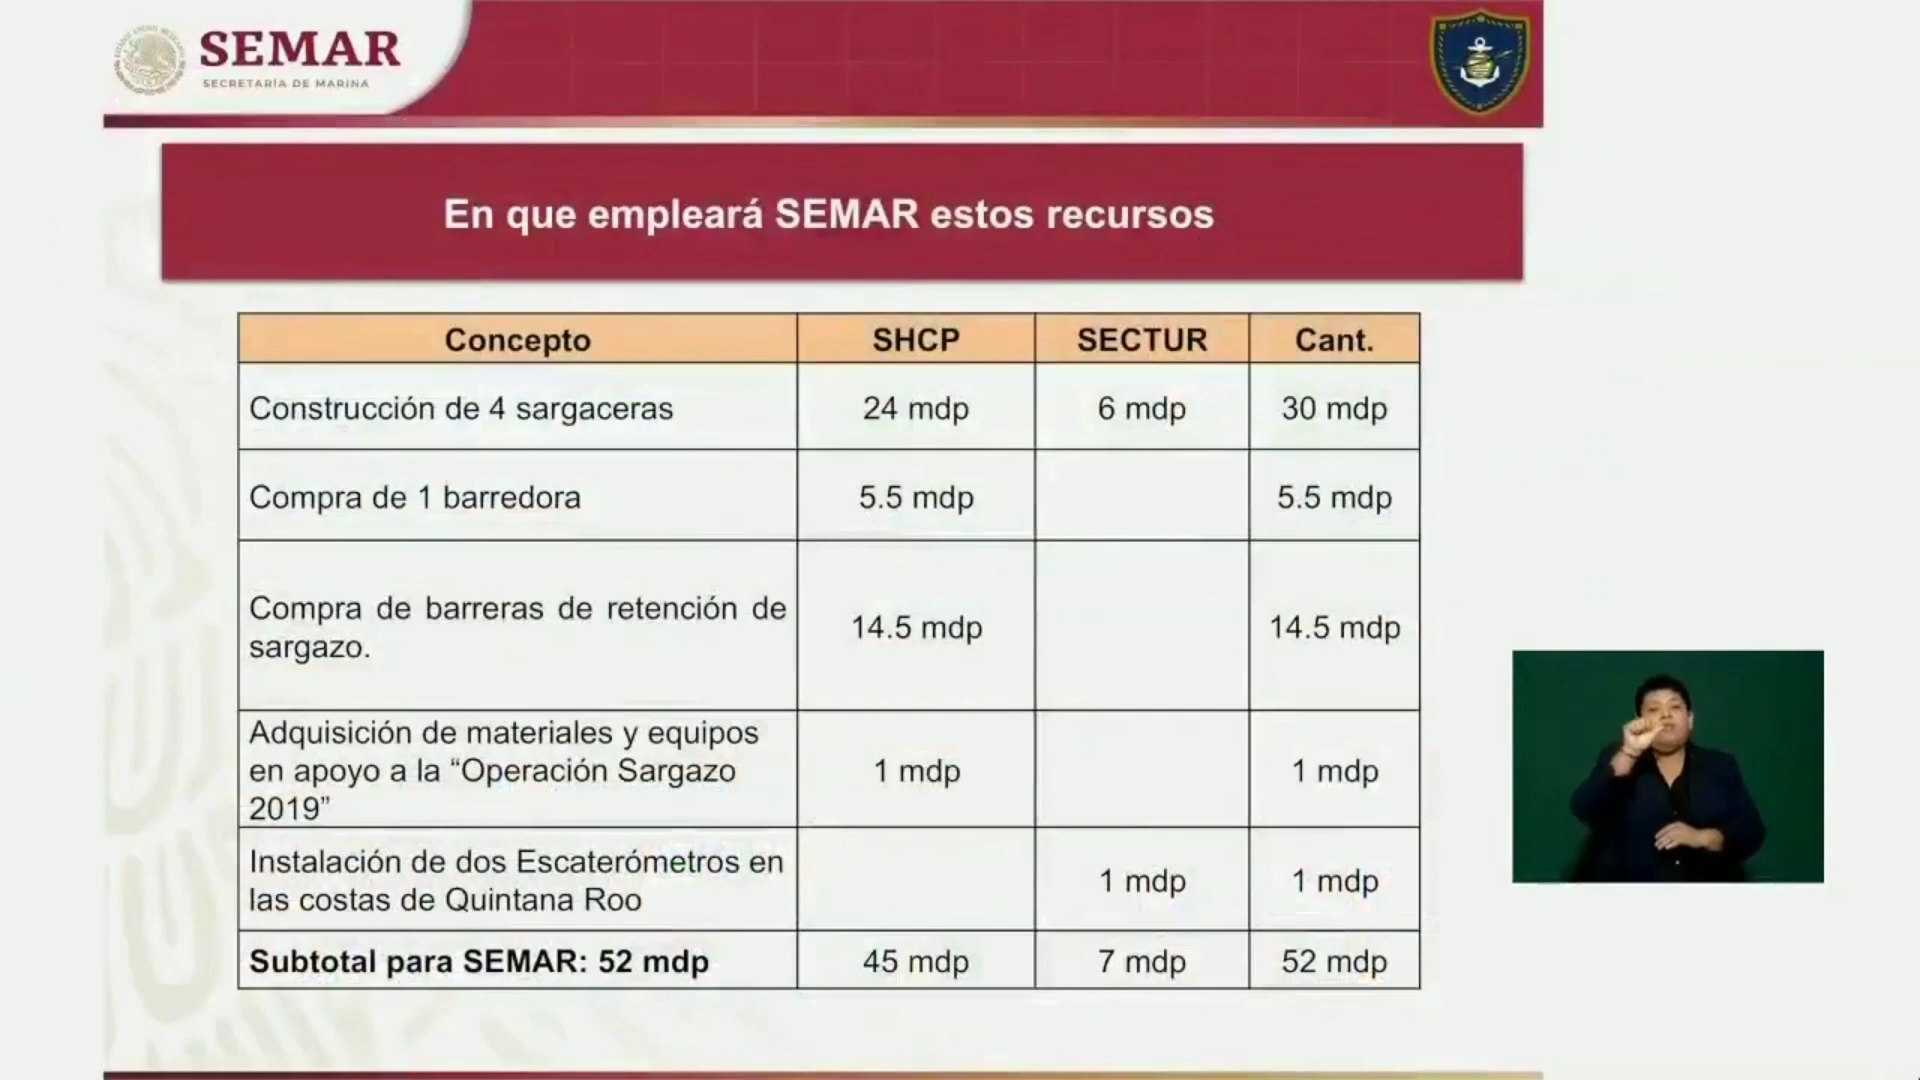 SEMAR
SECRETARÍA DE MARINA
En que empleará SEMAR estos recursos
Concepto SHCP SECTUR Cant.
Construcción de 4 sargaceras 24 mdp 6 mdp 30 mdp
Compra de 1 barredora 5.5 mdp 5.5 mdp
Compra de barreras de retención de
sargazo. 14.5 mdp 14.5 mdp
Adquisición de materiales y equipos
en apoyo a la “Operación Sargazo
2019” 1 mdp 1 mdp
Instalación de dos Escaterómetros en
las costas de Quintana Roo 1 mdp 1 mdp
Subtotal para SEMAR: 52 mdp 45 mdp 7 mdp 52 mdp